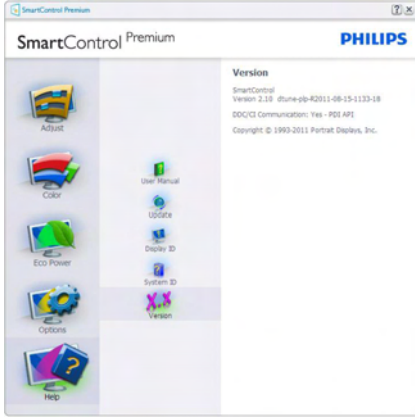 SmartControl Premium
SmartControl Premium
PHILIPS
Adjust
Color
Eco Power
Options
Help
User Manual
Update
Display ID
System ID
X.X
Version
Version
SmartControl
Version 2.10 dtune-plp-R2011-08-15-1133-18
DDC/CI Communication: Yes - PDI API
Copyright © 1993-2011 Portrait Displays, Inc.